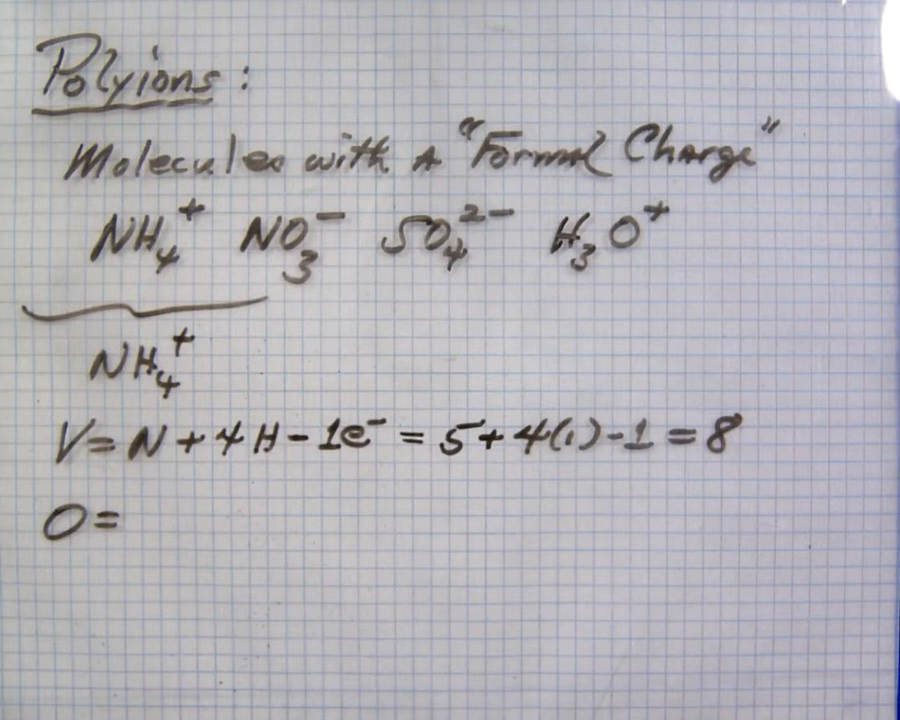 Polyions:
Molecules with A "Formal Charge"
NH₄⁺ NO₃⁻ SO₄²⁻ H₃O⁺
NH₄⁺
V = N + 4H - 1e⁻ = 5 + 4(1) - 1 = 8
O =